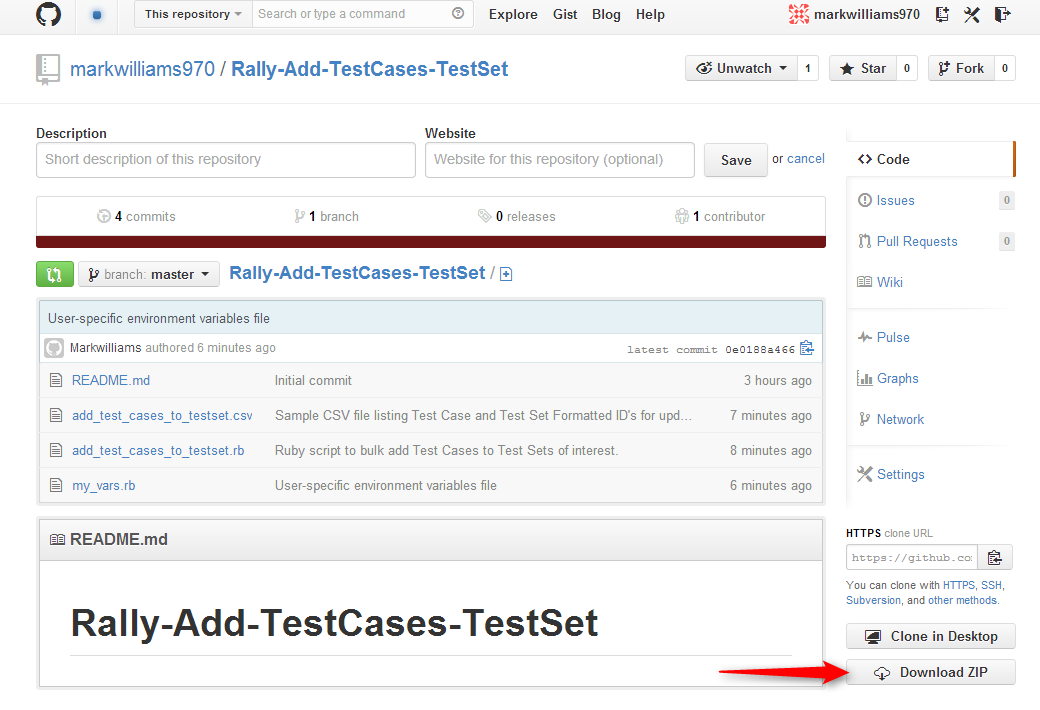 This repository Search or type a command Explore Gist Blog Help markwilliams970
markwilliams970 / Rally-Add-TestCases-TestSet Unwatch 1 Star 0 Fork 0
Description Website
Short description of this repository Website for this repository (optional) Save or cancel
4 commits 1 branch 0 releases 1 contributor
branch: master Rally-Add-TestCases-TestSet /
User-specific environment variables file
Markwilliams authored 6 minutes ago latest commit 0e0188a466
README.md Initial commit 3 hours ago
add_test_cases_to_testset.csv Sample CSV file listing Test Case and Test Set Formatted ID's for upd... 7 minutes ago
add_test_cases_to_testset.rb Ruby script to bulk add Test Cases to Test Sets of interest. 8 minutes ago
my_vars.rb User-specific environment variables file 6 minutes ago
README.md
Rally-Add-TestCases-TestSet
Code
Issues 0
Pull Requests 0
Wiki
Pulse
Graphs
Network
Settings
HTTPS clone URL
https://github.co
You can clone with HTTPS, SSH,
Subversion, and other methods.
Clone in Desktop
Download ZIP